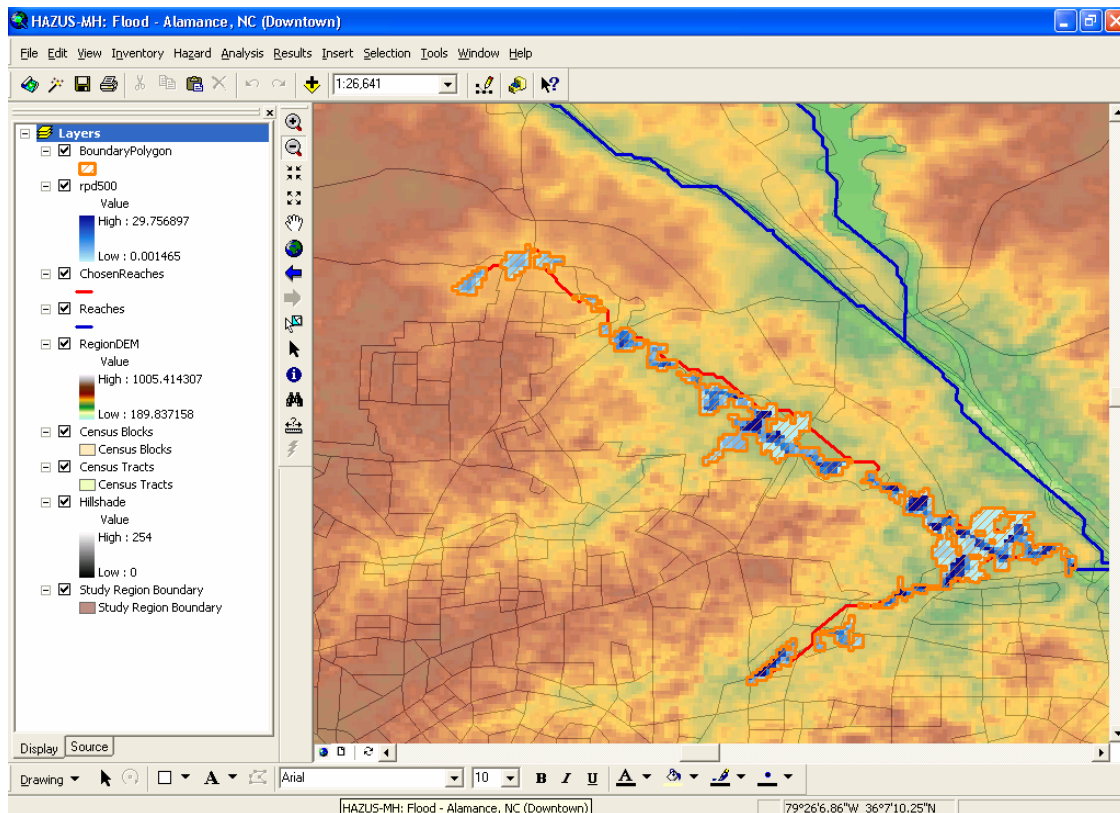 HAZUS-MH: Flood - Alamance, NC (Downtown)
File Edit View Inventory Hazard Analysis Results Insert Selection Tools Window Help
1:26,641
Layers
BoundaryPolygon
rpd500
Value
High : 29.756897
Low : 0.001465
ChosenReaches
Reaches
RegionDEM
Value
High : 1005.414307
Low : 189.837158
Census Blocks
Census Blocks
Census Tracts
Census Tracts
Hillshade
Value
High : 254
Low : 0
Study Region Boundary
Study Region Boundary
Display Source
Drawing A Arial 10 B I U A
HAZUS-MH: Flood - Alamance, NC (Downtown) 79°26'6.86"W 36°7'10.25"N